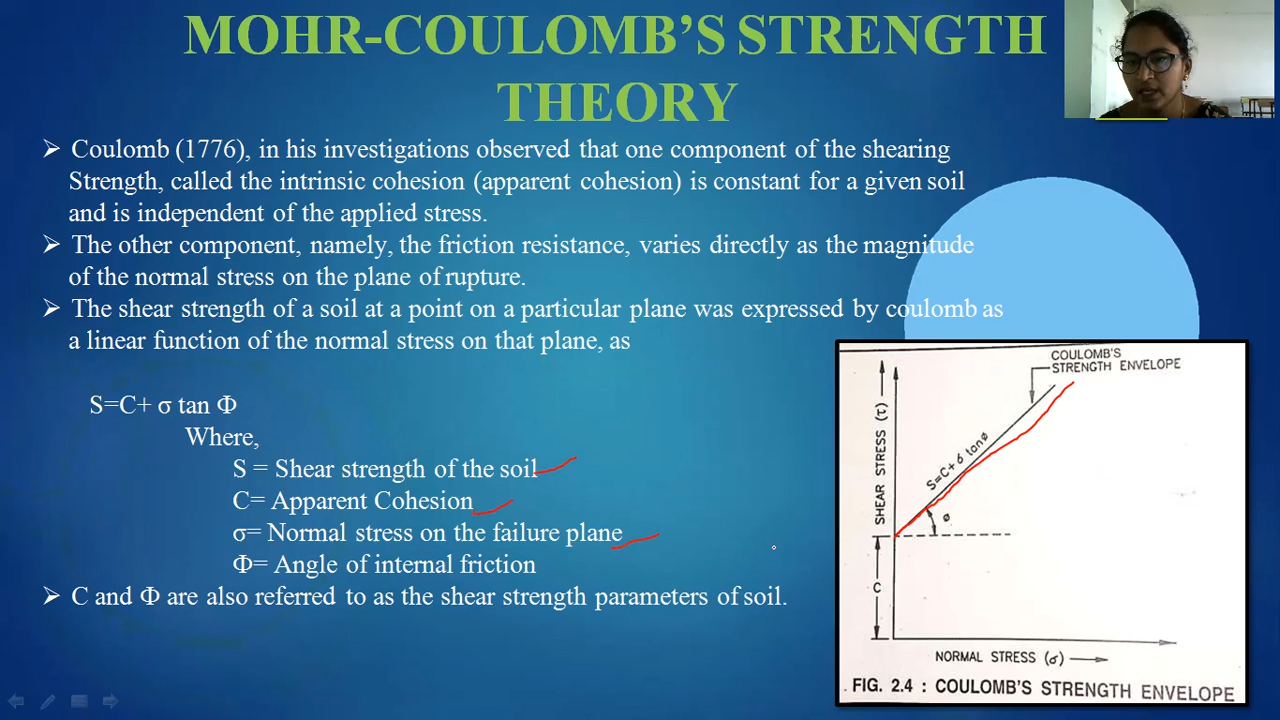 MOHR-COULOMB'S STRENGTH
THEORY
➢ Coulomb (1776), in his investigations observed that one component of the shearing
Strength, called the intrinsic cohesion (apparent cohesion) is constant for a given soil
and is independent of the applied stress.
➢ The other component, namely, the friction resistance, varies directly as the magnitude
of the normal stress on the plane of rupture.
➢ The shear strength of a soil at a point on a particular plane was expressed by coulomb as
a linear function of the normal stress on that plane, as
S=C+ σ tan Φ
Where,
S = Shear strength of the soil
C= Apparent Cohesion
σ= Normal stress on the failure plane
Φ= Angle of internal friction
➢ C and Φ are also referred to as the shear strength parameters of soil.
COULOMB'S
STRENGTH ENVELOPE
SHEAR STRESS (τ)
S=C+σ tanø
ø
C
NORMAL STRESS (σ)
FIG. 2.4 : COULOMB'S STRENGTH ENVELOPE